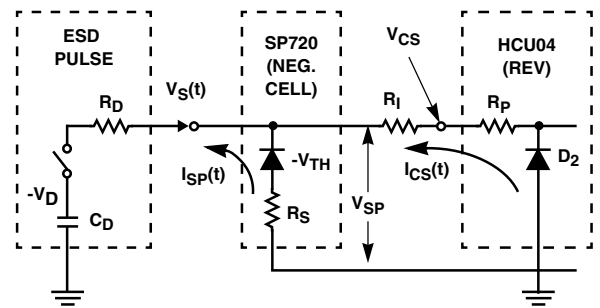 ESD
PULSE
R_D
-V_D
C_D
V_S(t)
I_SP(t)
SP720
(NEG.
CELL)
-V_TH
R_S
V_SP
R_I
V_CS
I_CS(t)
HCU04
(REV)
R_P
D_2